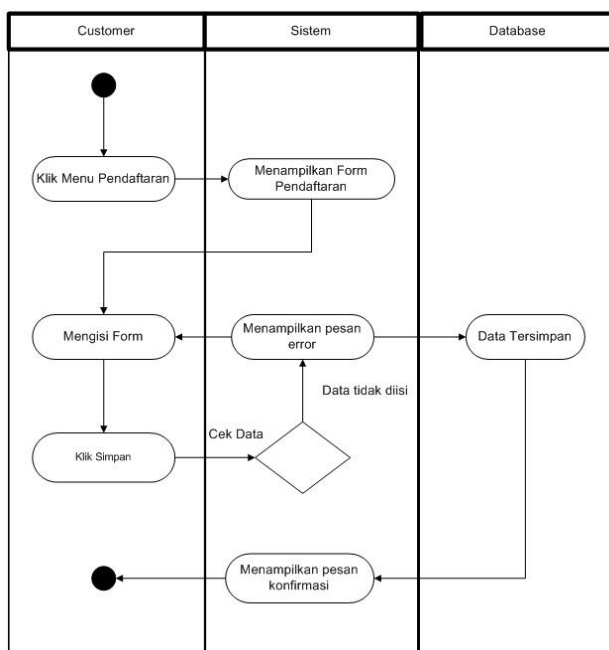 Customer
Sistem
Database
Klik Menu Pendaftaran
Menampilkan Form
Pendaftaran
Mengisi Form
Menampilkan pesan
error
Data Tersimpan
Data tidak diisi
Cek Data
Klik Simpan
Menampilkan pesan
konfirmasi